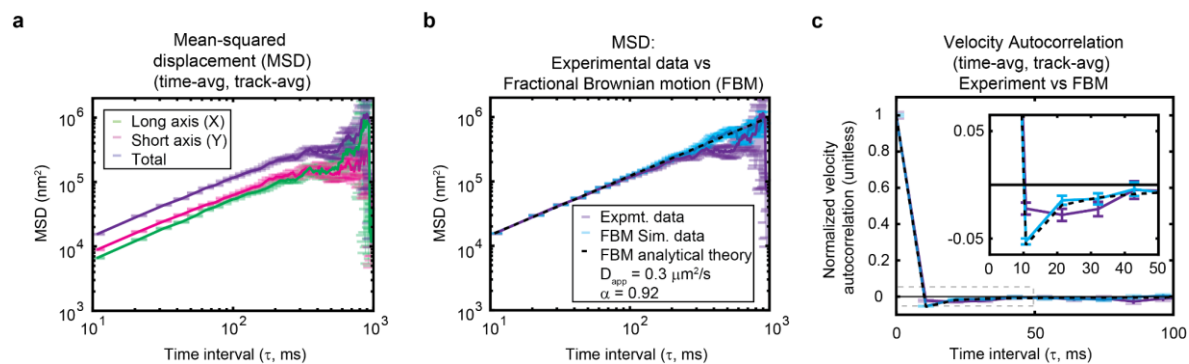 a
Mean-squared
displacement (MSD)
(time-avg, track-avg)
MSD (nm²)
10⁶
10⁵
10⁴
10³
Long axis (X)
Short axis (Y)
Total
10¹
10²
10³
Time interval (τ, ms)
b
MSD:
Experimental data vs
Fractional Brownian motion (FBM)
MSD (nm²)
10⁶
10⁵
10⁴
10³
Expmt. data
FBM Sim. data
FBM analytical theory
D_app = 0.3 μm²/s
α = 0.92
10¹
10²
10³
Time interval (τ, ms)
c
Velocity Autocorrelation
(time-avg, track-avg)
Experiment vs FBM
Normalized velocity
autocorrelation (unitless)
1
0.8
0.6
0.4
0.2
0
0.05
-0.05
0 10 20 30 40 50
0 50 100
Time interval (τ, ms)